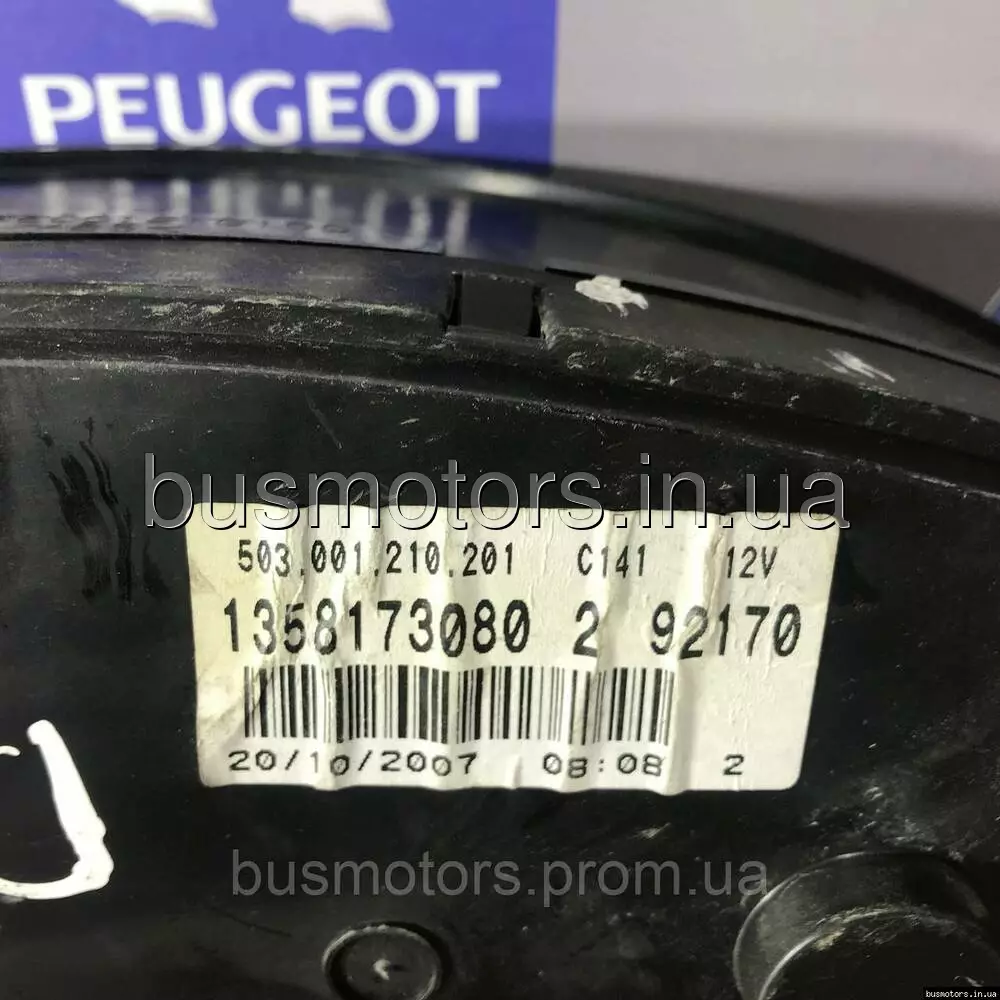 PEUGEOT
busmotors.in.ua
503.001.210.201 C141 12V
1358173080 2 92170
20/10/2007 08:08 2
busmotors.prom.ua
busmotors.in.ua